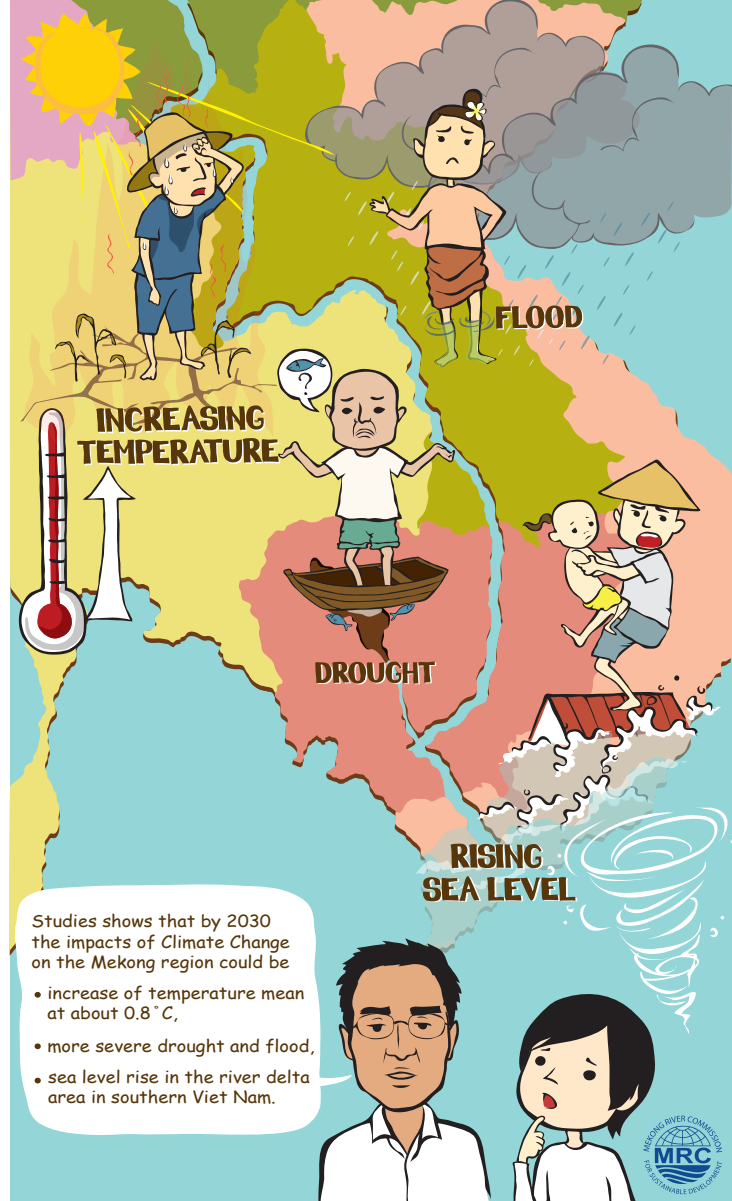 FLOOD
?
INCREASING
TEMPERATURE
DROUGHT
RISING
SEA LEVEL
Studies shows that by 2030
the impacts of Climate Change
on the Mekong region could be
• increase of temperature mean
at about 0.8°C,
• more severe drought and flood,
• sea level rise in the river delta
area in southern Viet Nam.
MEKONG RIVER COMMISSION
MRC
FOR SUSTAINABLE DEVELOPMENT